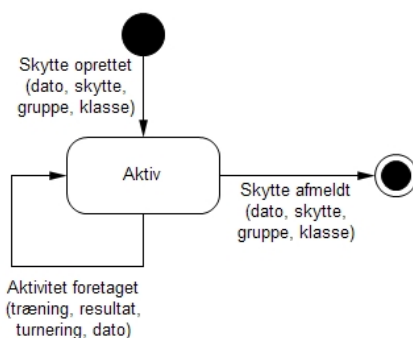 Skytte oprettet
(dato, skytte,
gruppe, klasse)
Aktiv
Skytte afmeldt
(dato, skytte,
gruppe, klasse)
Aktivitet foretaget
(træning, resultat,
turnering, dato)